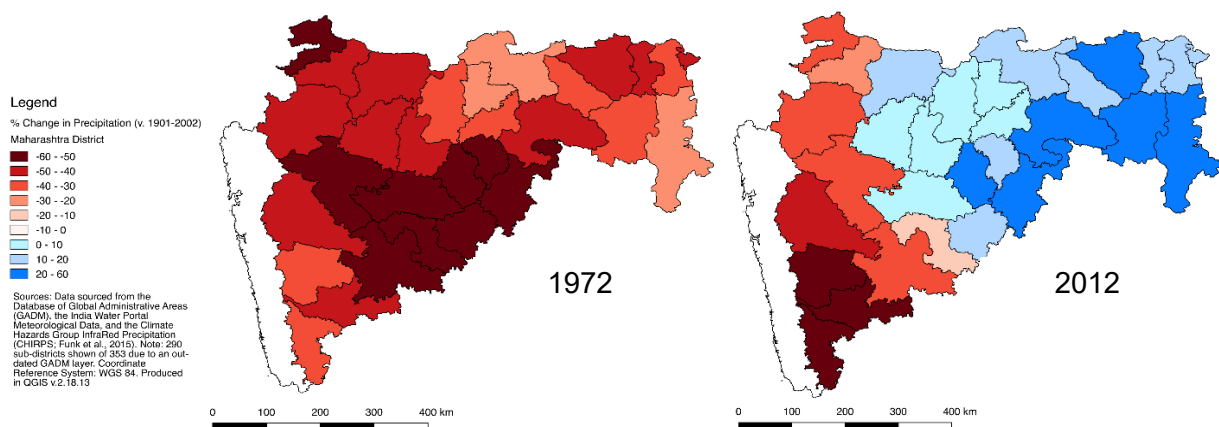 Legend
% Change in Precipitation (v. 1901-2002)
Maharashtra District
-60 - -50
-50 - -40
-40 - -30
-30 - -20
-20 - -10
-10 - 0
0 - 10
10 - 20
20 - 60
Sources: Data sourced from the
Database of Global Administrative Areas
(GADM), the India Water Portal
Meteorological Data, and the Climate
Hazards Group InfraRed Precipitation
(CHIRPS; Funk et al., 2015). Note: 290
sub-districts shown of 353 due to an out-
dated GADM layer. Coordinate
Reference System: WGS 84. Produced
in QGIS v.2.18.13
1972
0 100 200 300 400 km
2012
0 100 200 300 400 km